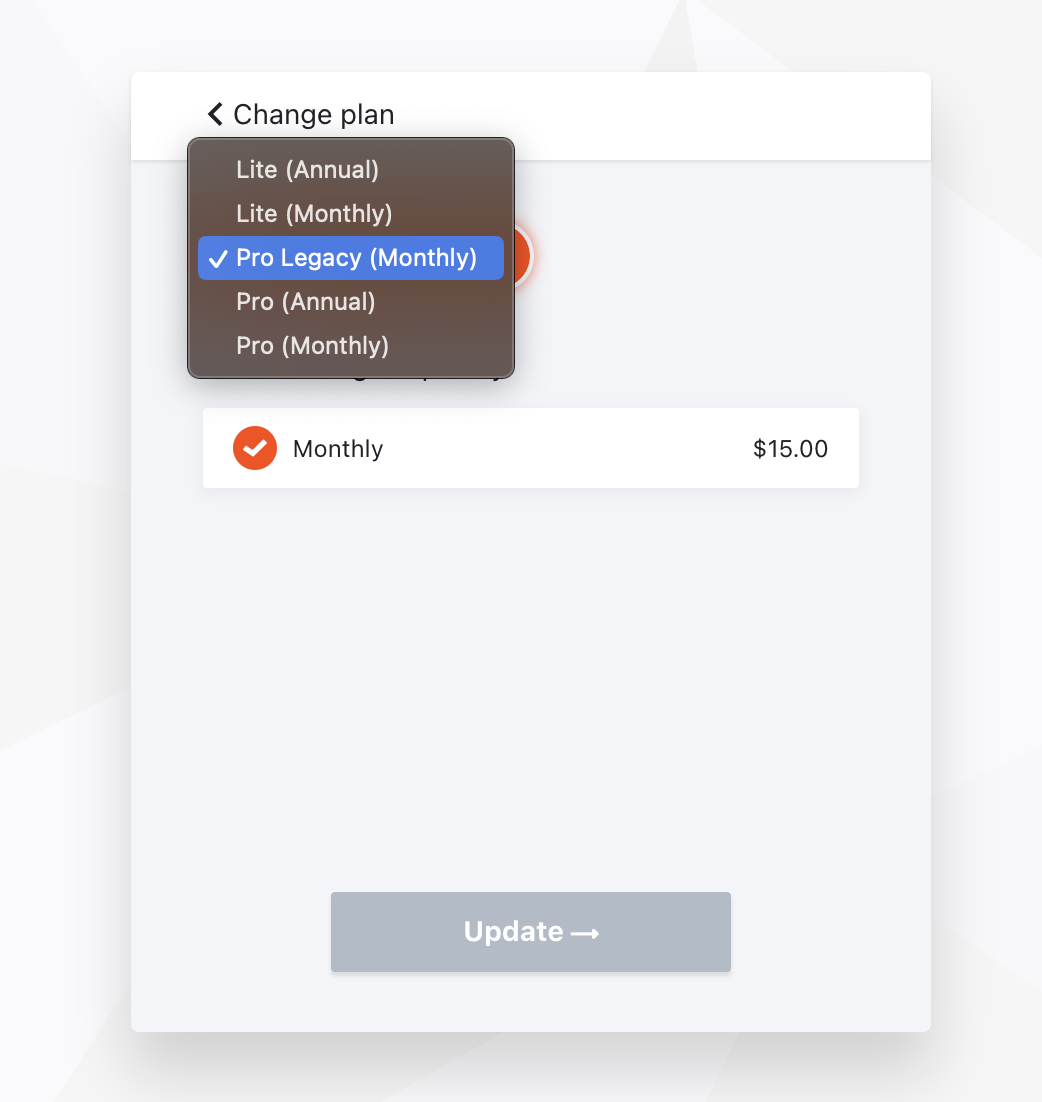 Change plan
Lite (Annual)
Lite (Monthly)
Pro Legacy (Monthly)
Pro (Annual)
Pro (Monthly)
Monthly $15.00
Update →